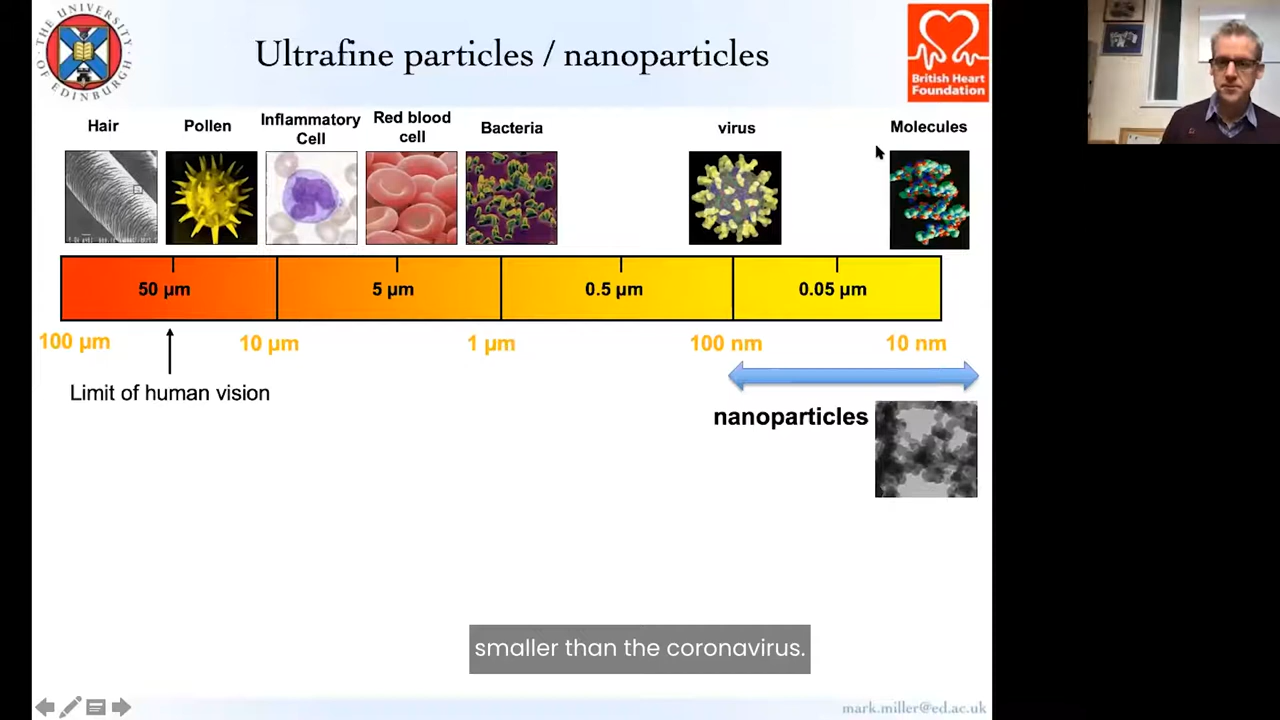 THE UNIVERSITY
OF EDINBURGH
Ultrafine particles / nanoparticles
British Heart
Foundation
Hair
Pollen
Inflammatory
Cell
Red blood
cell
Bacteria
virus
Molecules
50 µm
5 µm
0.5 µm
0.05 µm
100 µm
10 µm
1 µm
100 nm
10 nm
Limit of human vision
nanoparticles
smaller than the coronavirus.
mark.miller@ed.ac.uk